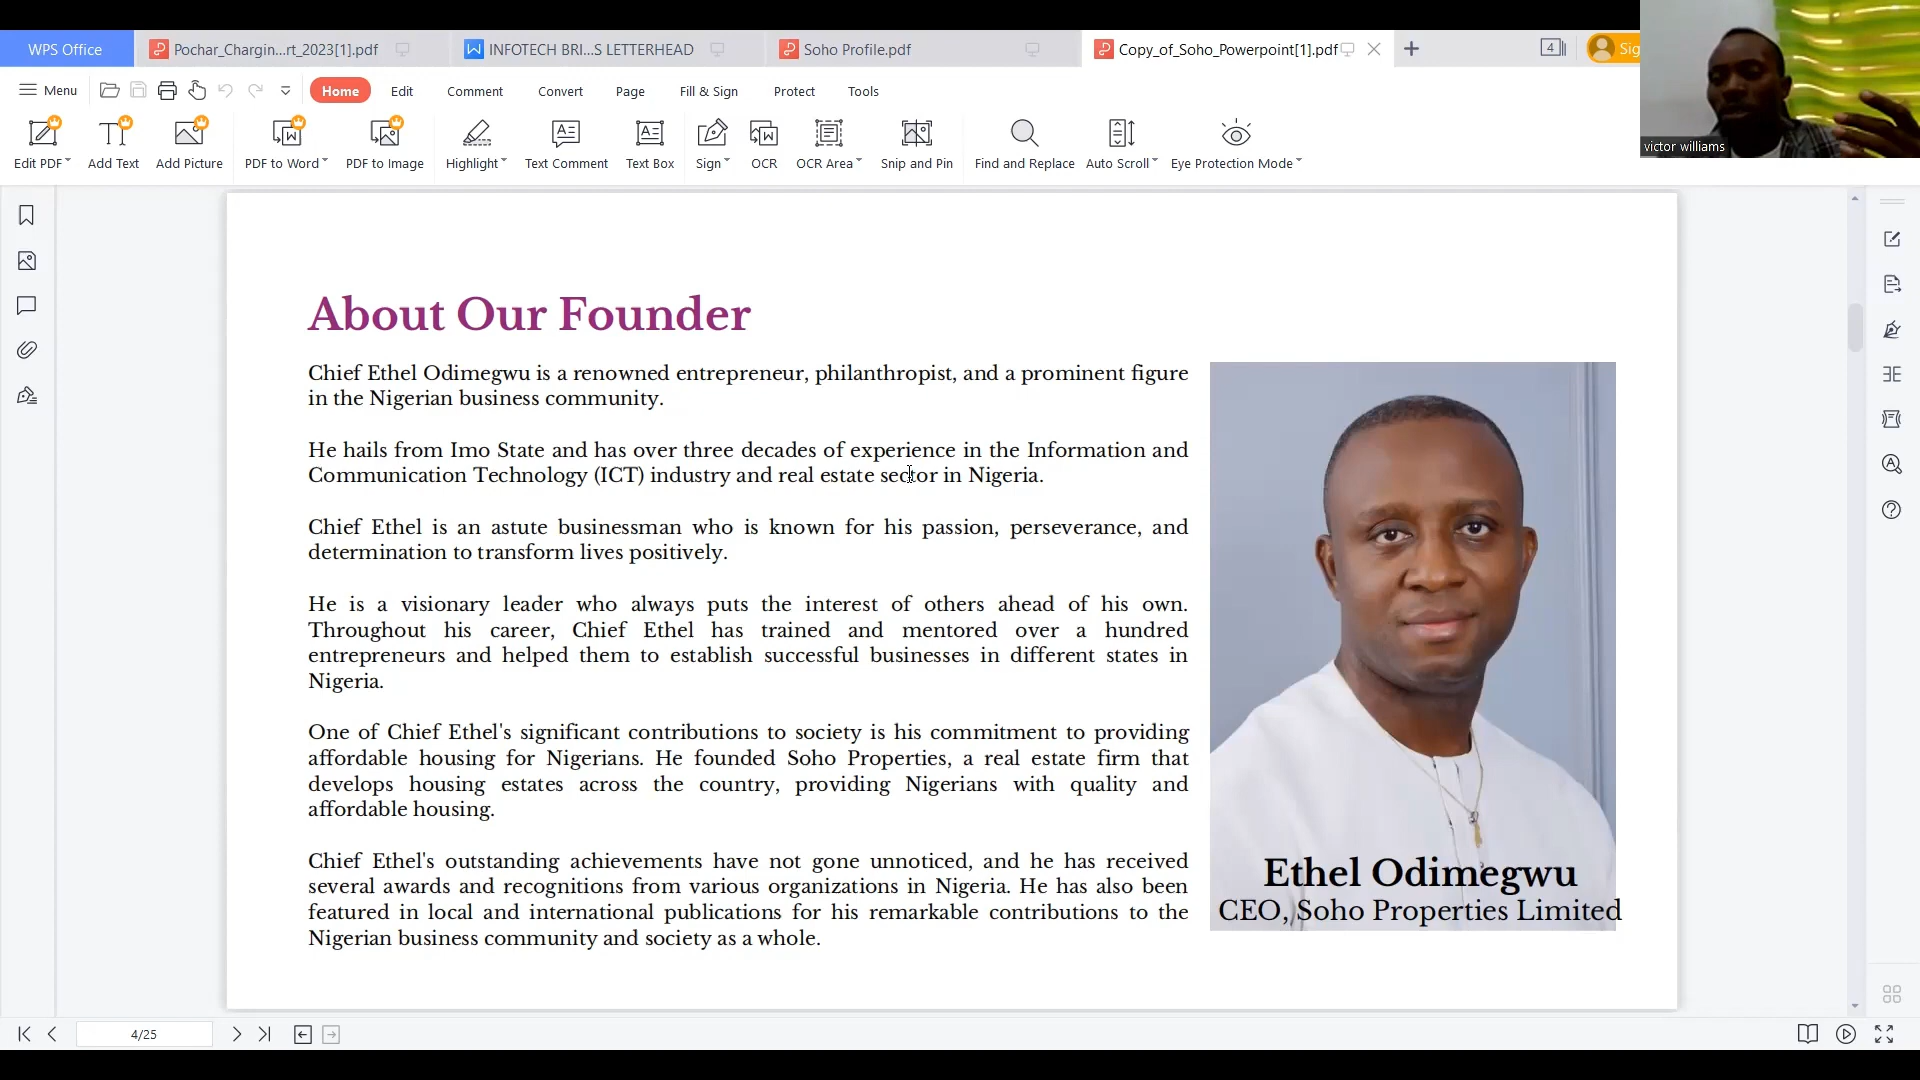 WPS Office
Pochar_Chargin...rt_2023[1].pdf
INFOTECH BRI...S LETTERHEAD
Soho Profile.pdf
Copy_of_Soho_Powerpoint[1].pdf
4
Sig
Menu
Home
Edit
Comment
Convert
Page
Fill & Sign
Protect
Tools
Edit PDF
Add Text
Add Picture
PDF to Word
PDF to Image
Highlight
Text Comment
Text Box
Sign
OCR
OCR Area
Snip and Pin
Find and Replace
Auto Scroll
Eye Protection Mode
victor williams
About Our Founder
Chief Ethel Odimegwu is a renowned entrepreneur, philanthropist, and a prominent figure
in the Nigerian business community.
He hails from Imo State and has over three decades of experience in the Information and
Communication Technology (ICT) industry and real estate sector in Nigeria.
Chief Ethel is an astute businessman who is known for his passion, perseverance, and
determination to transform lives positively.
He is a visionary leader who always puts the interest of others ahead of his own.
Throughout his career, Chief Ethel has trained and mentored over a hundred
entrepreneurs and helped them to establish successful businesses in different states in
Nigeria.
One of Chief Ethel's significant contributions to society is his commitment to providing
affordable housing for Nigerians. He founded Soho Properties, a real estate firm that
develops housing estates across the country, providing Nigerians with quality and
affordable housing.
Chief Ethel's outstanding achievements have not gone unnoticed, and he has received
several awards and recognitions from various organizations in Nigeria. He has also been
featured in local and international publications for his remarkable contributions to the
Nigerian business community and society as a whole.
Ethel Odimegwu
CEO, Soho Properties Limited
4/25